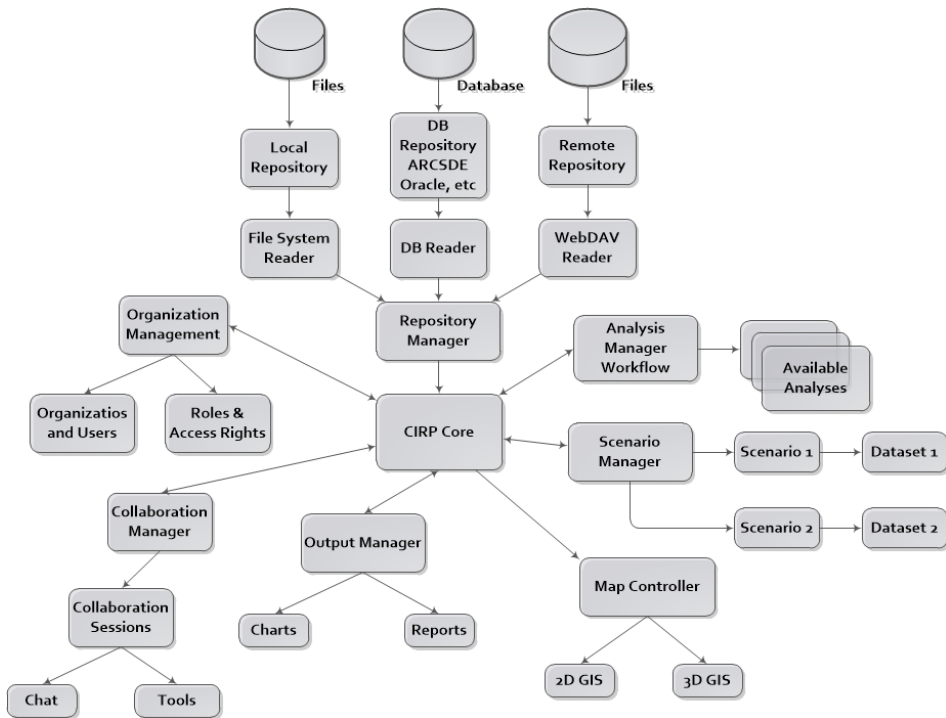 Files
Database
Files
Local
Repository
DB
Repository
ARCSDE
Oracle, etc
Remote
Repository
File System
Reader
DB Reader
WebDAV
Reader
Organization
Management
Repository
Manager
Analysis
Manager
Workflow
Available
Analyses
Organizatios
and Users
Roles &
Access Rights
CIRP Core
Scenario
Manager
Scenario 1
Dataset 1
Collaboration
Manager
Output Manager
Scenario 2
Dataset 2
Map Controller
Collaboration
Sessions
Charts
Reports
Chat
Tools
2D GIS
3D GIS